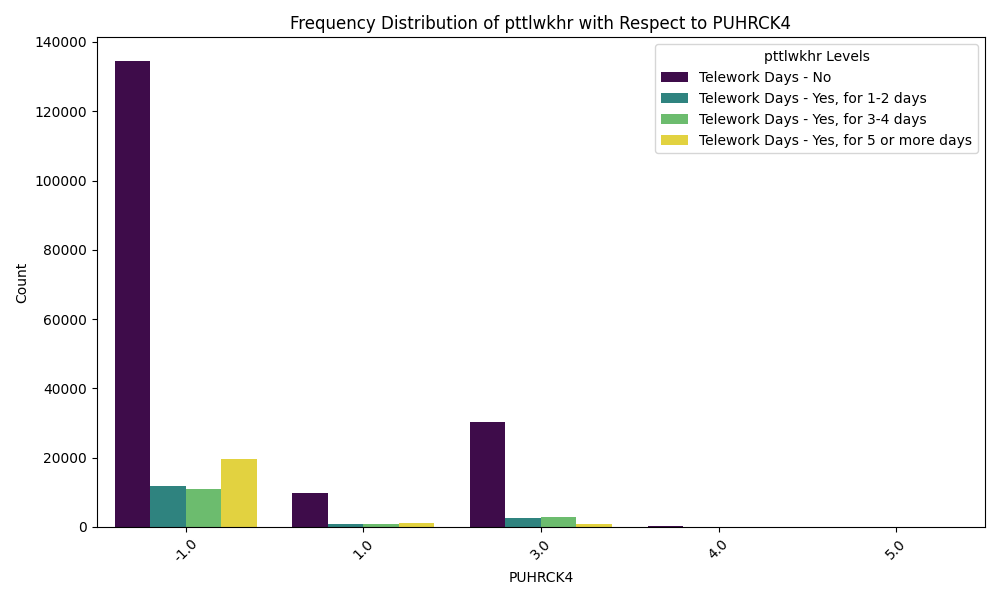 Frequency Distribution of pttlwkhr with Respect to PUHRCK4
140000
120000
100000
80000
60000
40000
20000
0
Count
pttlwkhr Levels
Telework Days - No
Telework Days - Yes, for 1-2 days
Telework Days - Yes, for 3-4 days
Telework Days - Yes, for 5 or more days
-1.0
1.0
3.0
4.0
5.0
PUHRCK4